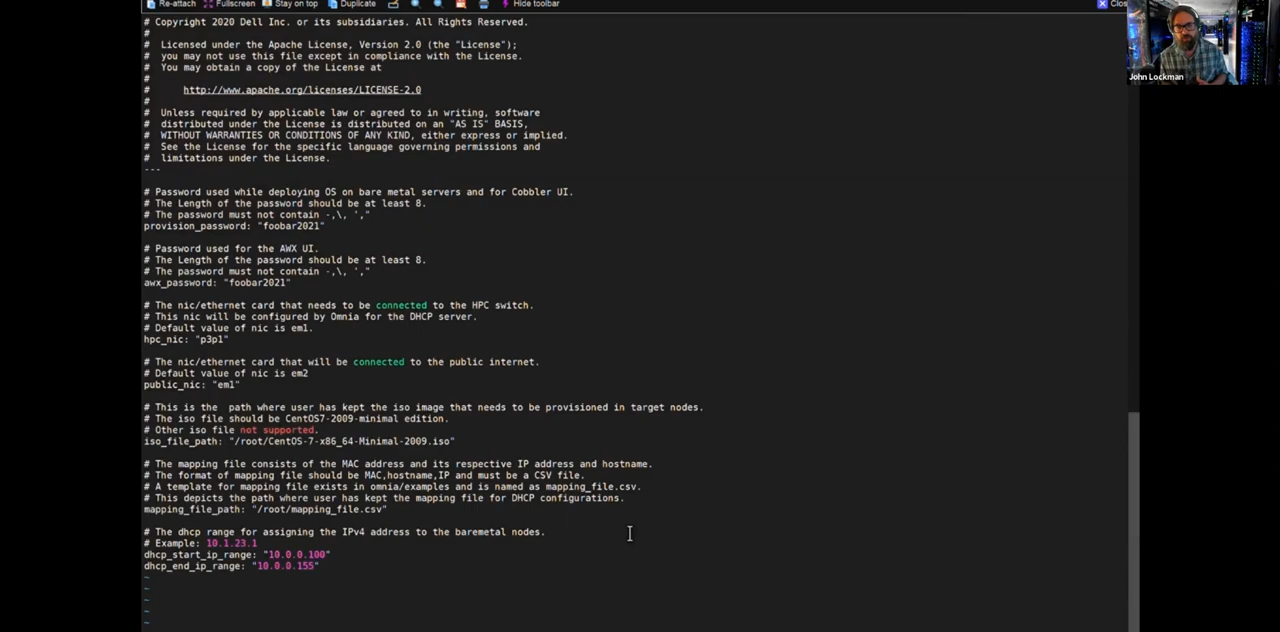 Re-attach Fullscreen Stay on top Duplicate Hide toolbar Clos
# Copyright 2020 Dell Inc. or its subsidiaries. All Rights Reserved.
#
#  Licensed under the Apache License, Version 2.0 (the "License");
#  you may not use this file except in compliance with the License.
#  You may obtain a copy of the License at
#
#      http://www.apache.org/licenses/LICENSE-2.0
#
#  Unless required by applicable law or agreed to in writing, software
#  distributed under the License is distributed on an "AS IS" BASIS,
#  WITHOUT WARRANTIES OR CONDITIONS OF ANY KIND, either express or implied.
#  See the License for the specific language governing permissions and
#  limitations under the License.
---
# Password used while deploying OS on bare metal servers and for Cobbler UI.
# The Length of the password should be at least 8.
# The password must not contain -,\, ',"
provision_password: "foobar2021"
# Password used for the AWX UI.
# The Length of the password should be at least 8.
# The password must not contain -,\, ',"
awx_password: "foobar2021"
# The nic/ethernet card that needs to be connected to the HPC switch.
# This nic will be configured by Omnia for the DHCP server.
# Default value of nic is em1.
hpc_nic: "p3p1"
# The nic/ethernet card that will be connected to the public internet.
# Default value of nic is em2
public_nic: "em1"
# This is the  path where user has kept the iso image that needs to be provisioned in target nodes.
# The iso file should be CentOS7-2009-minimal edition.
# Other iso file not supported.
iso_file_path: "/root/CentOS-7-x86_64-Minimal-2009.iso"
# The mapping file consists of the MAC address and its respective IP address and hostname.
# The format of mapping file should be MAC,hostname,IP and must be a CSV file.
# A template for mapping file exists in omnia/examples and is named as mapping_file.csv.
# This depicts the path where user has kept the mapping file for DHCP configurations.
mapping_file_path: "/root/mapping_file.csv"
# The dhcp range for assigning the IPv4 address to the baremetal nodes.
# Example: 10.1.23.1
dhcp_start_ip_range: "10.0.0.100"
dhcp_end_ip_range: "10.0.0.155"
~
~
~
~
~
John Lockman